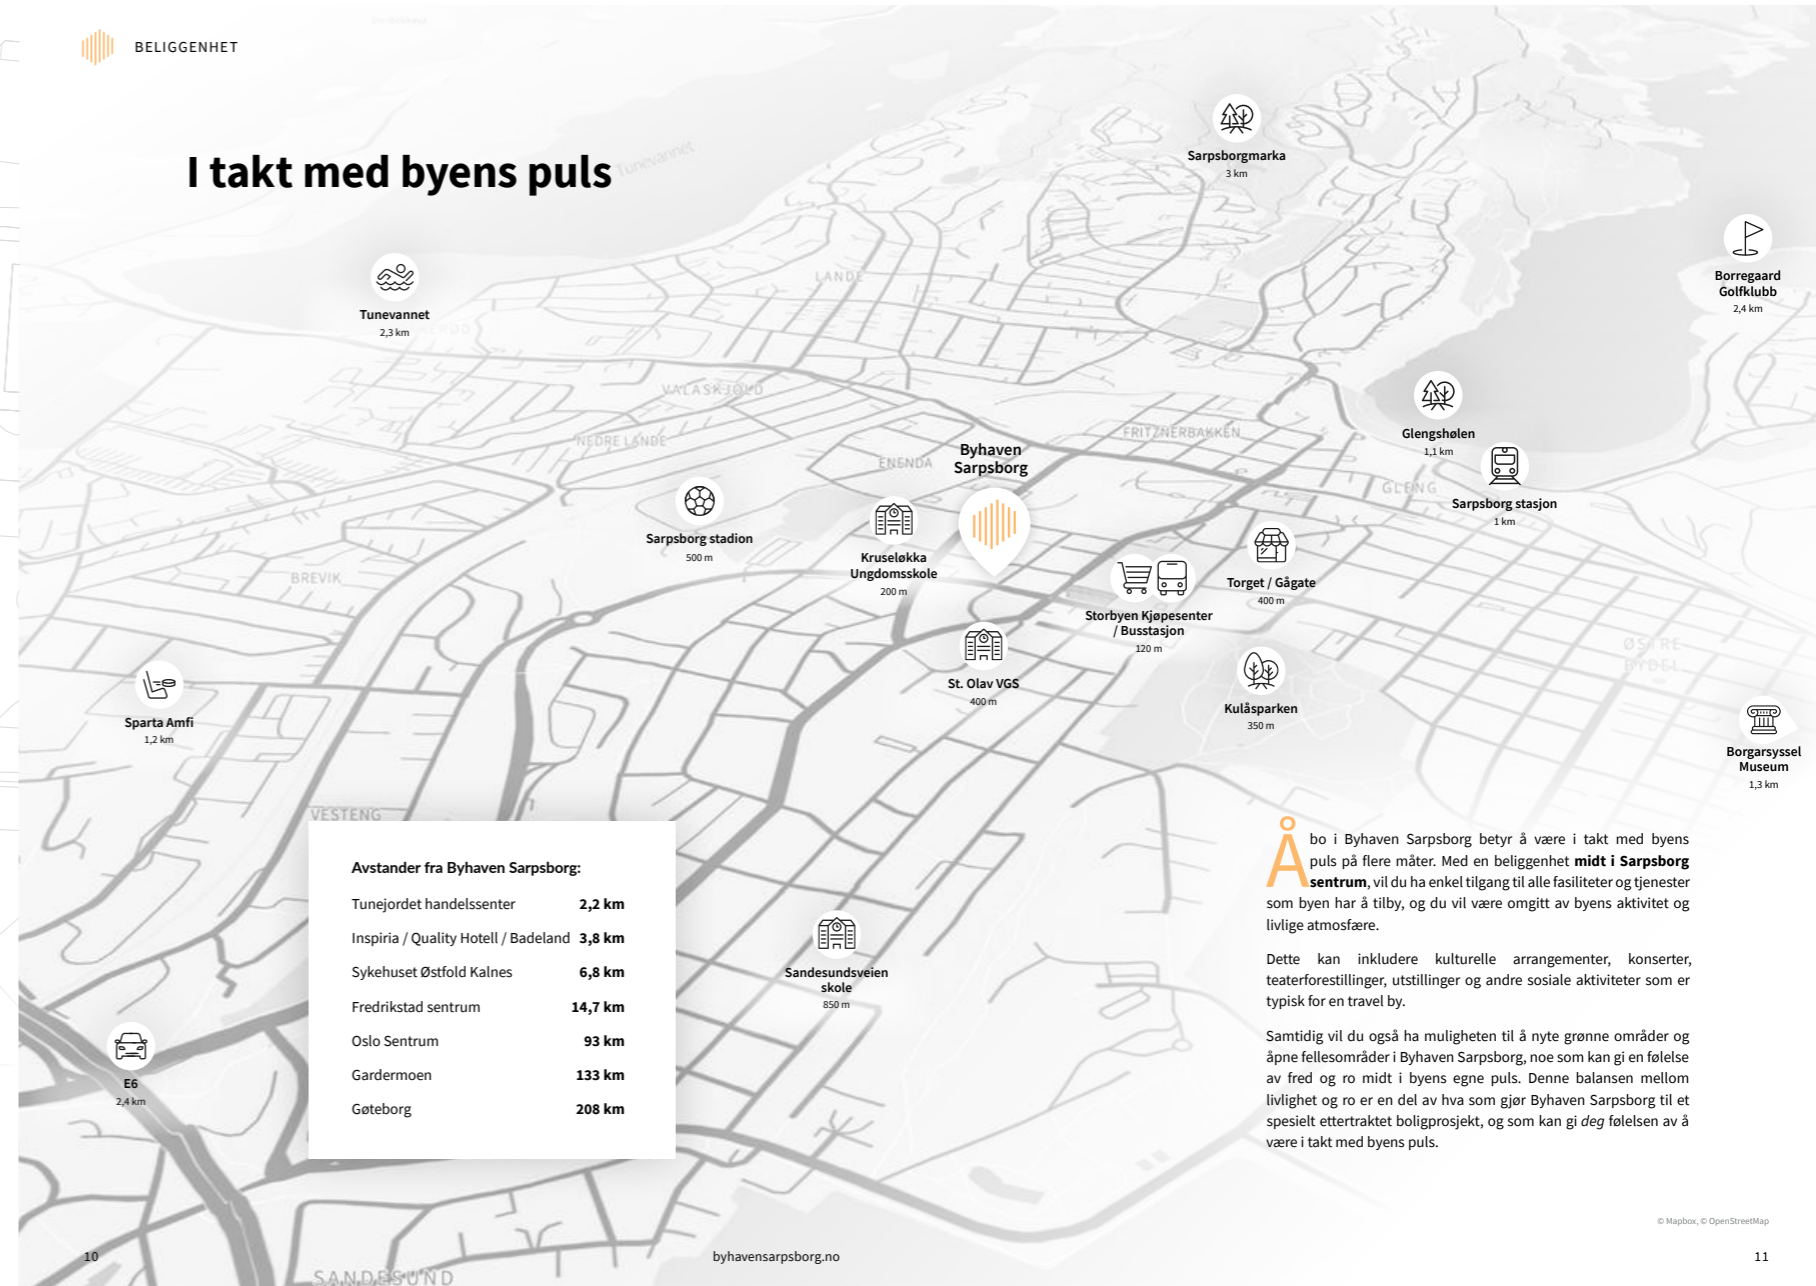 BELIGGENHET
I takt med byens puls
Tunevannet
Sarpsborgmarka
3 km
Borregaard
Golfklubb
2,4 km
Tunevannet
2,3 km
LANDE
VALASKJOLD
NEDRE LANDE
ENENDA
FRITZNERBAKKEN
GLENG
BREVIK
VESTENG
ØSTRE
BYDEL
SANDESUND
Byhaven
Sarpsborg
Glengshølen
1,1 km
Sarpsborg stasjon
1 km
Sarpsborg stadion
500 m
Kruseløkka
Ungdomsskole
200 m
Torget / Gågate
400 m
Storbyen Kjøpesenter
/ Busstasjon
120 m
St. Olav VGS
400 m
Kulåsparken
350 m
Sparta Amfi
1,2 km
Borgarsyssel
Museum
1,3 km
Sandesundsveien
skole
850 m
E6
2,4 km
Avstander fra Byhaven Sarpsborg:
Tunejordet handelssenter 2,2 km
Inspiria / Quality Hotell / Badeland 3,8 km
Sykehuset Østfold Kalnes 6,8 km
Fredrikstad sentrum 14,7 km
Oslo Sentrum 93 km
Gardermoen 133 km
Gøteborg 208 km
Å bo i Byhaven Sarpsborg betyr å være i takt med byens
puls på flere måter. Med en beliggenhet midt i Sarpsborg
sentrum, vil du ha enkel tilgang til alle fasiliteter og tjenester
som byen har å tilby, og du vil være omgitt av byens aktivitet og
livlige atmosfære.
Dette kan inkludere kulturelle arrangementer, konserter,
teaterforestillinger, utstillinger og andre sosiale aktiviteter som er
typisk for en travel by.
Samtidig vil du også ha muligheten til å nyte grønne områder og
åpne fellesområder i Byhaven Sarpsborg, noe som kan gi en følelse
av fred og ro midt i byens egne puls. Denne balansen mellom
livlighet og ro er en del av hva som gjør Byhaven Sarpsborg til et
spesielt ettertraktet boligprosjekt, og som kan gi deg følelsen av å
være i takt med byens puls.
© Mapbox, © OpenStreetMap
10
byhavensarpsborg.no
11